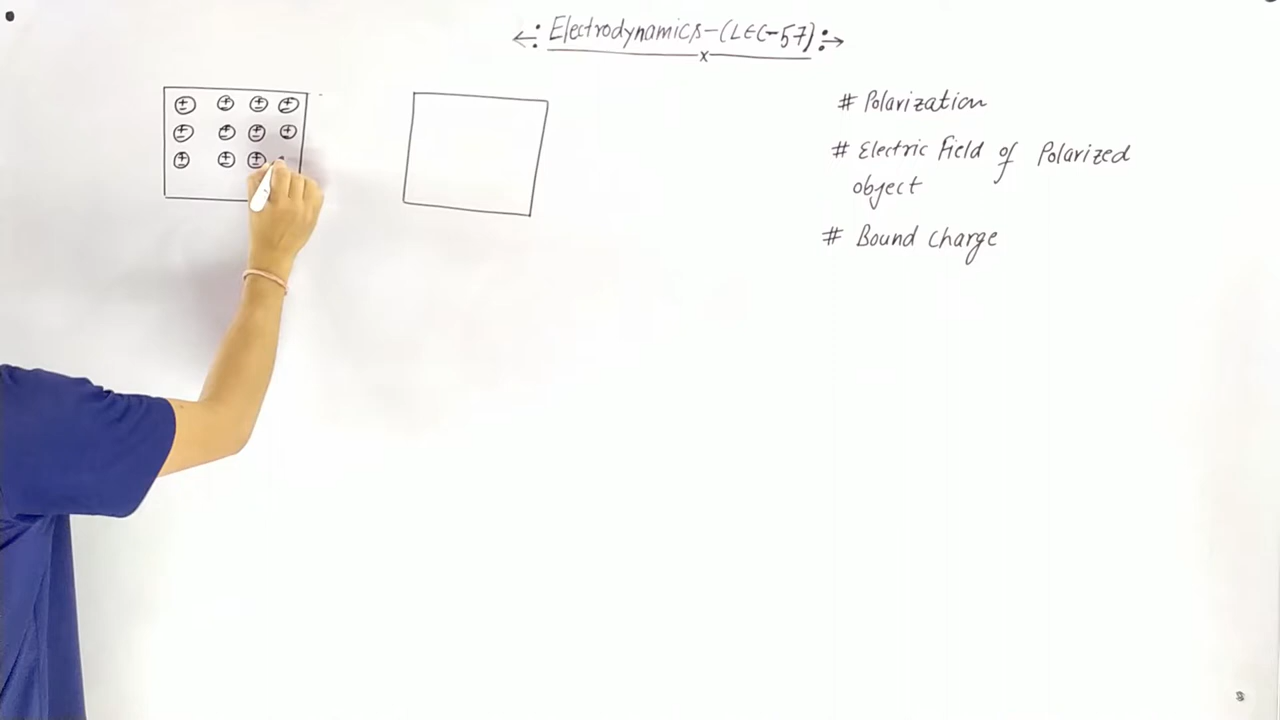 ←: Electrodynamics-(LEC-57) :→
x
± ± ± ±
± ± ± ±
± ± ±
# Polarization
# Electric Field of Polarized
object
# Bound Charge